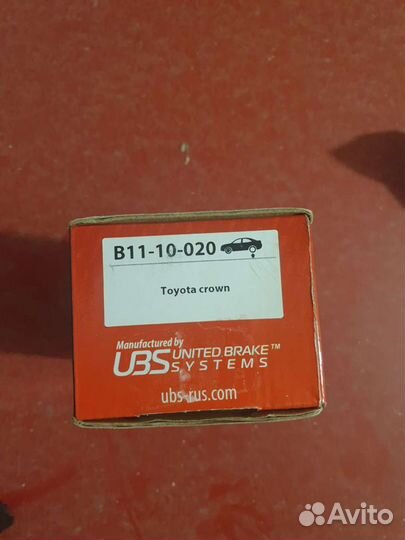 B11-10-020
Toyota crown
Manufactured by
UBS UNITED BRAKE™
SYSTEMS
ubs-rus.com
Avito